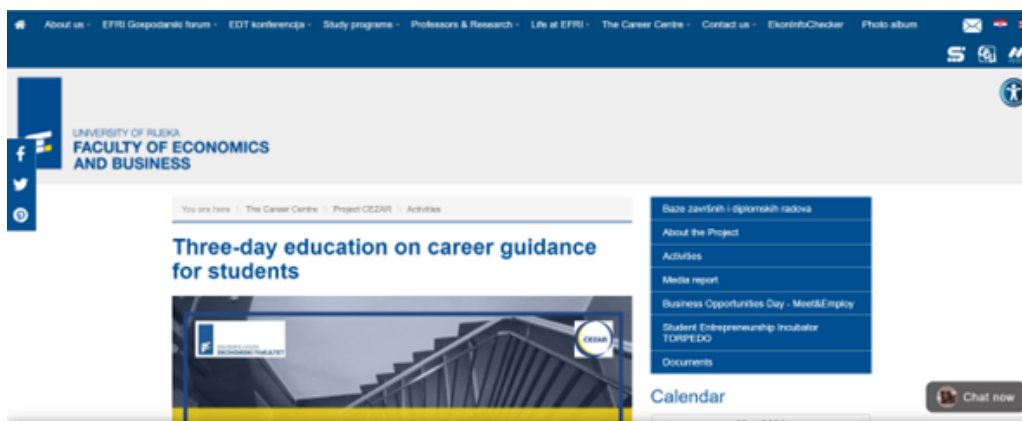 About us - EFRI Gospodarski forum - EDT konferencija - Study programs - Professors & Research - Life at EFRI - The Career Centre - Contact us - EkonInfoChecker Photo album
UNIVERSITY OF RIJEKA
FACULTY OF ECONOMICS
AND BUSINESS
You are here > The Career Centre > Project CEZAR > Activities
Three-day education on career guidance
for students
EKONOMSKI FAKULTET
CEZAR
Baze završnih i diplomskih radova
About the Project
Activities
Media report
Business Opportunities Day - Meet&Employ
Student Entrepreneurship Incubator
TORPEDO
Documents
Calendar
Chat now